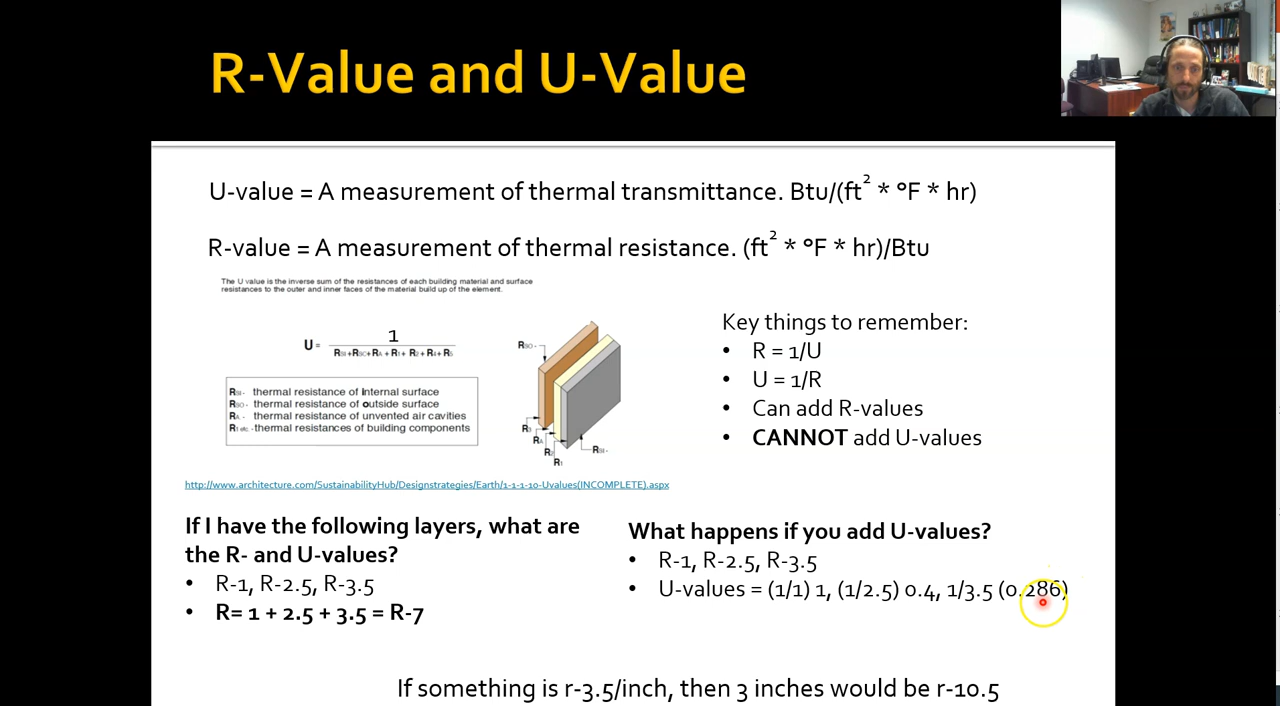 R-Value and U-Value
U-value = A measurement of thermal transmittance. Btu/(ft² * °F * hr)
R-value = A measurement of thermal resistance. (ft² * °F * hr)/Btu
The U value is the inverse sum of the resistances of each building material and surface
resistances to the outer and inner faces of the material build up of the element.
U = 1
RSI+RSO+RA+R1+ R2+R4+R5
RSI - thermal resistance of internal surface
RSO - thermal resistance of outside surface
RA - thermal resistance of unvented air cavities
R1 etc. - thermal resistances of building components
RSO -
R3
RA
R2
R1
RSI -
Key things to remember:
• R = 1/U
• U = 1/R
• Can add R-values
• CANNOT add U-values
http://www.architecture.com/SustainabilityHub/Designstrategies/Earth/1-1-1-10-Uvalues(INCOMPLETE).aspx
If I have the following layers, what are
the R- and U-values?
• R-1, R-2.5, R-3.5
• R= 1 + 2.5 + 3.5 = R-7
What happens if you add U-values?
• R-1, R-2.5, R-3.5
• U-values = (1/1) 1, (1/2.5) 0.4, 1/3.5 (0.286)
If something is r-3.5/inch, then 3 inches would be r-10.5